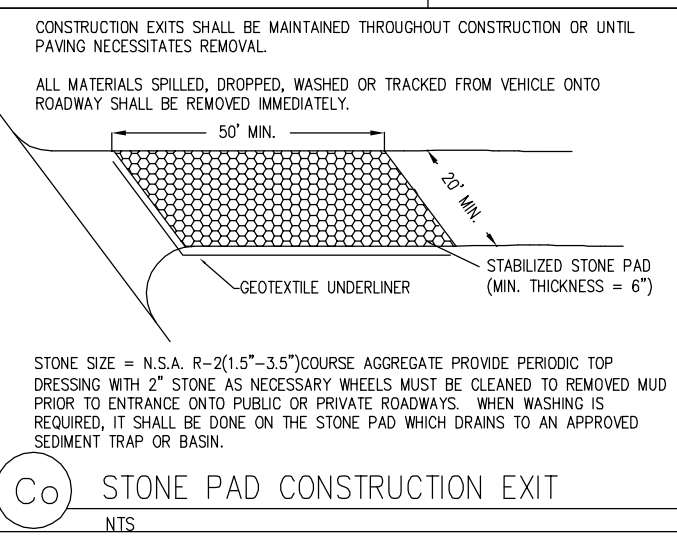 CONSTRUCTION EXITS SHALL BE MAINTAINED THROUGHOUT CONSTRUCTION OR UNTIL
PAVING NECESSITATES REMOVAL.
ALL MATERIALS SPILLED, DROPPED, WASHED OR TRACKED FROM VEHICLE ONTO
ROADWAY SHALL BE REMOVED IMMEDIATELY.
50' MIN.
20' MIN.
STABILIZED STONE PAD
(MIN. THICKNESS = 6")
GEOTEXTILE UNDERLINER
STONE SIZE = N.S.A. R-2(1.5"-3.5")COURSE AGGREGATE PROVIDE PERIODIC TOP
DRESSING WITH 2" STONE AS NECESSARY WHEELS MUST BE CLEANED TO REMOVED MUD
PRIOR TO ENTRANCE ONTO PUBLIC OR PRIVATE ROADWAYS. WHEN WASHING IS
REQUIRED, IT SHALL BE DONE ON THE STONE PAD WHICH DRAINS TO AN APPROVED
SEDIMENT TRAP OR BASIN.
Co STONE PAD CONSTRUCTION EXIT
NTS